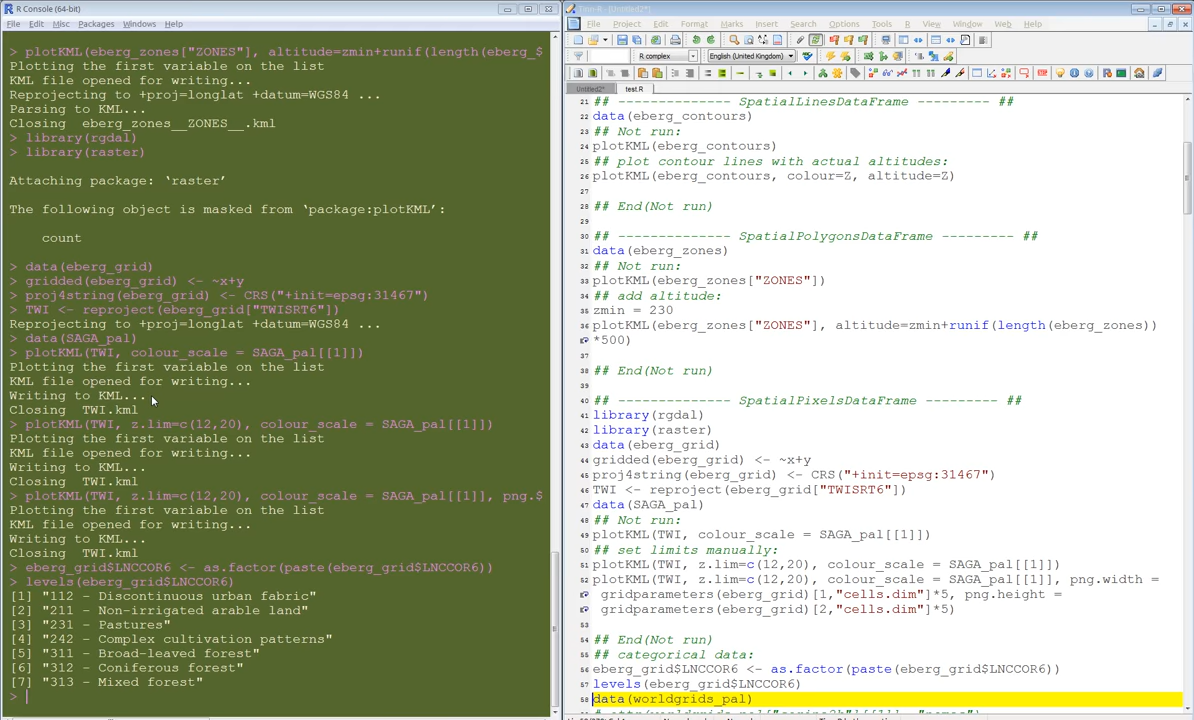 R Console (64-bit)
File Edit Misc Packages Windows Help
> plotKML(eberg_zones["ZONES"], altitude=zmin+runif(length(eberg_$
Plotting the first variable on the list
KML file opened for writing...
Reprojecting to +proj=longlat +datum=WGS84 ...
Parsing to KML...
Closing  eberg_zones__ZONES__.kml
> library(rgdal)
> library(raster)
Attaching package: ‘raster’
The following object is masked from ‘package:plotKML’:
count
> data(eberg_grid)
> gridded(eberg_grid) <- ~x+y
> proj4string(eberg_grid) <- CRS("+init=epsg:31467")
> TWI <- reproject(eberg_grid["TWISRT6"])
Reprojecting to +proj=longlat +datum=WGS84 ...
> data(SAGA_pal)
> plotKML(TWI, colour_scale = SAGA_pal[[1]])
Plotting the first variable on the list
KML file opened for writing...
Writing to KML...
Closing  TWI.kml
> plotKML(TWI, z.lim=c(12,20), colour_scale = SAGA_pal[[1]])
Plotting the first variable on the list
KML file opened for writing...
Writing to KML...
Closing  TWI.kml
> plotKML(TWI, z.lim=c(12,20), colour_scale = SAGA_pal[[1]], png.$
Plotting the first variable on the list
KML file opened for writing...
Writing to KML...
Closing  TWI.kml
> eberg_grid$LNCCOR6 <- as.factor(paste(eberg_grid$LNCCOR6))
> levels(eberg_grid$LNCCOR6)
[1] "112 - Discontinuous urban fabric"
[2] "211 - Non-irrigated arable land"
[3] "231 - Pastures"
[4] "242 - Complex cultivation patterns"
[5] "311 - Broad-leaved forest"
[6] "312 - Coniferous forest"
[7] "313 - Mixed forest"
>
Tinn-R - [Untitled2*]
File Project Edit Format Marks Insert Search Options Tools R View Window Web Help
R complex English (United Kingdom)
Untitled2* test.R
21 ## -------------- SpatialLinesDataFrame --------- ##
22 data(eberg_contours)
23 ## Not run:
24 plotKML(eberg_contours)
25 ## plot contour lines with actual altitudes:
26 plotKML(eberg_contours, colour=Z, altitude=Z)
27
28 ## End(Not run)
29
30 ## -------------- SpatialPolygonsDataFrame --------- ##
31 data(eberg_zones)
32 ## Not run:
33 plotKML(eberg_zones["ZONES"])
34 ## add altitude:
35 zmin = 230
36 plotKML(eberg_zones["ZONES"], altitude=zmin+runif(length(eberg_zones))
*500)
37
38 ## End(Not run)
39
40 ## -------------- SpatialPixelsDataFrame --------- ##
41 library(rgdal)
42 library(raster)
43 data(eberg_grid)
44 gridded(eberg_grid) <- ~x+y
45 proj4string(eberg_grid) <- CRS("+init=epsg:31467")
46 TWI <- reproject(eberg_grid["TWISRT6"])
47 data(SAGA_pal)
48 ## Not run:
49 plotKML(TWI, colour_scale = SAGA_pal[[1]])
50 ## set limits manually:
51 plotKML(TWI, z.lim=c(12,20), colour_scale = SAGA_pal[[1]])
52 plotKML(TWI, z.lim=c(12,20), colour_scale = SAGA_pal[[1]], png.width =
gridparameters(eberg_grid)[1,"cells.dim"]*5, png.height =
gridparameters(eberg_grid)[2,"cells.dim"]*5)
53
54 ## End(Not run)
55 ## categorical data:
56 eberg_grid$LNCCOR6 <- as.factor(paste(eberg_grid$LNCCOR6))
57 levels(eberg_grid$LNCCOR6)
58 data(worldgrids_pal)